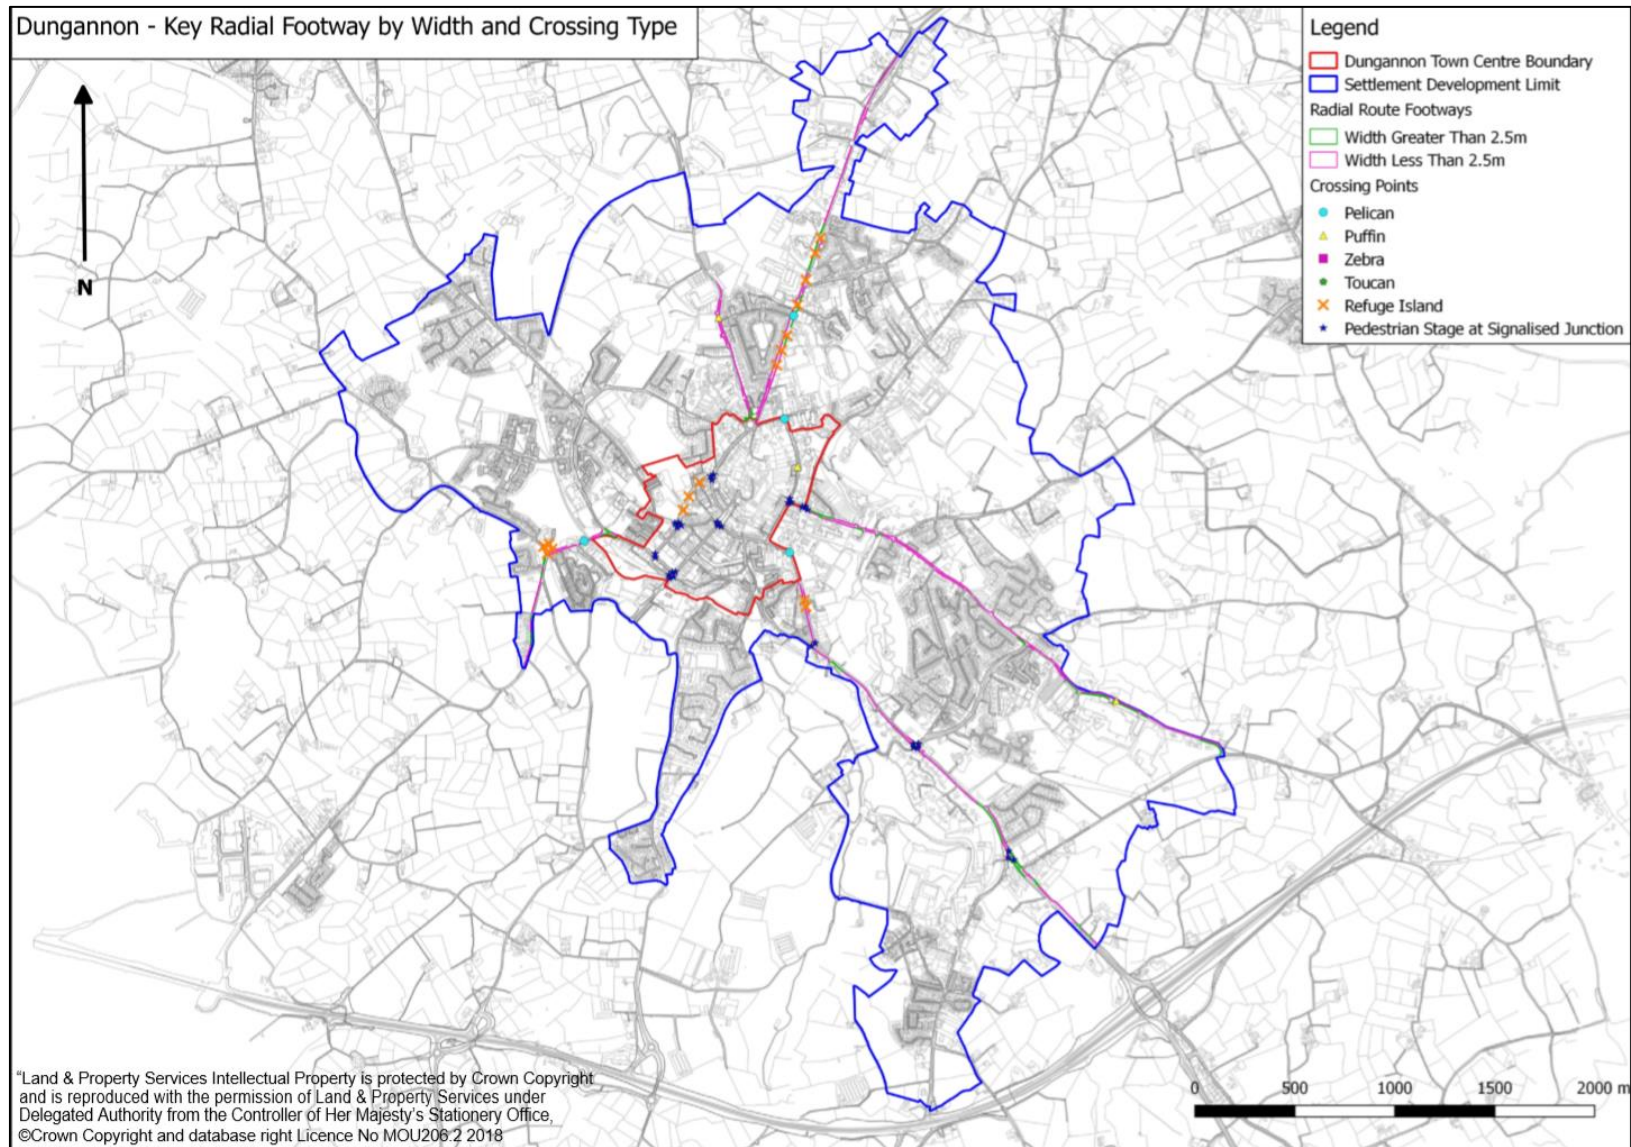 Dungannon - Key Radial Footway by Width and Crossing Type
Legend
Dungannon Town Centre Boundary
Settlement Development Limit
Radial Route Footways
Width Greater Than 2.5m
Width Less Than 2.5m
Crossing Points
Pelican
Puffin
Zebra
Toucan
Refuge Island
Pedestrian Stage at Signalised Junction
N
"Land & Property Services Intellectual Property is protected by Crown Copyright
and is reproduced with the permission of Land & Property Services under
Delegated Authority from the Controller of Her Majesty's Stationery Office,
©Crown Copyright and database right Licence No MOU206.2 2018
0 500 1000 1500 2000 m